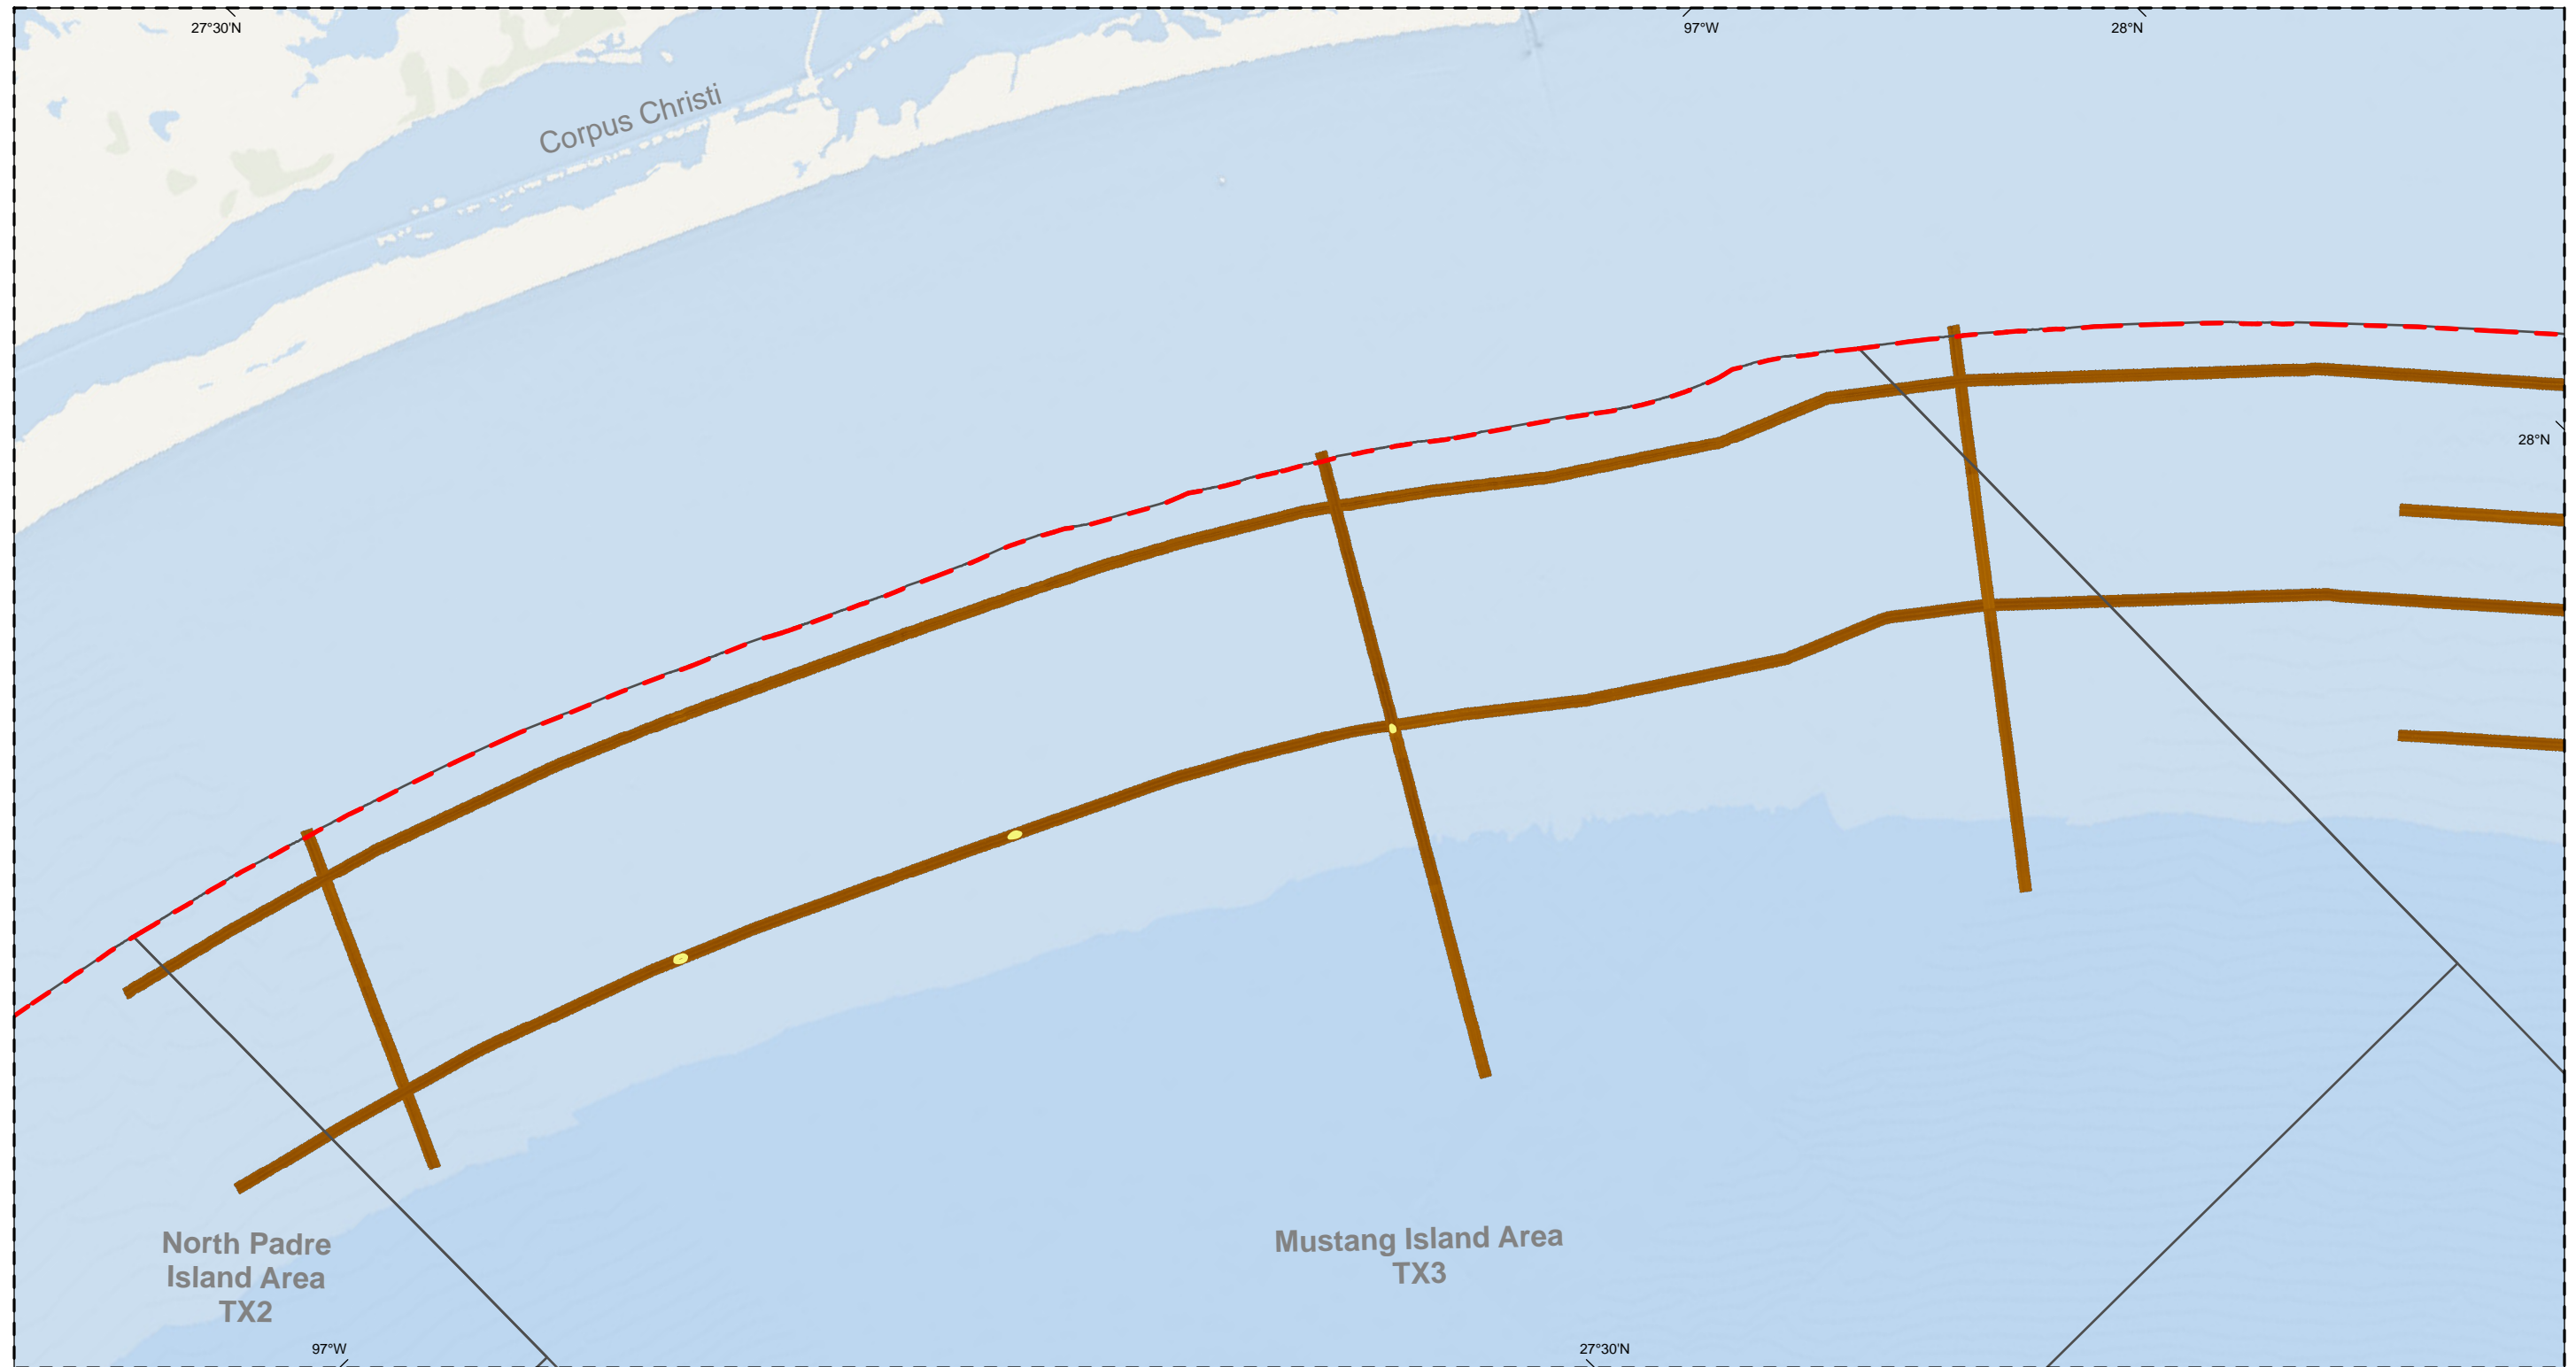 27°30'N
97°W
28°N
Corpus Christi
28°N
North Padre
Island Area
TX2
Mustang Island Area
TX3
97°W
27°30'N